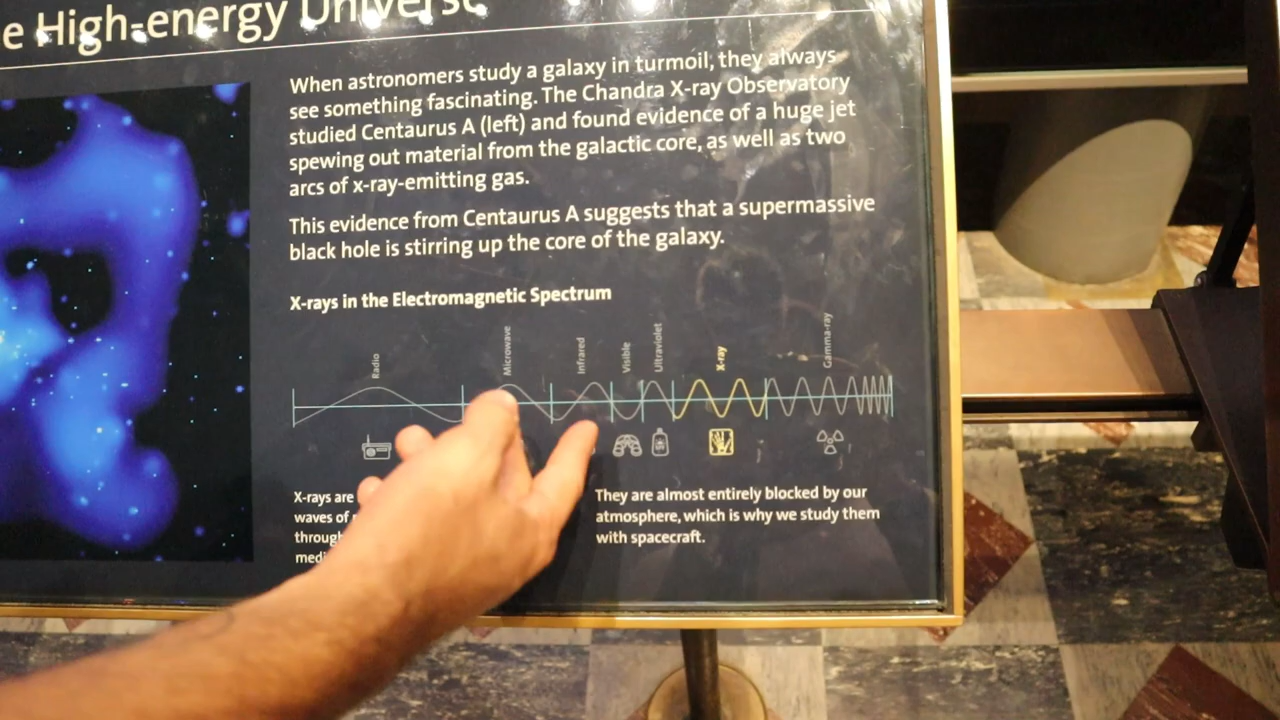 e High-energy Universe
When astronomers study a galaxy in turmoil, they always
see something fascinating. The Chandra X-ray Observatory
studied Centaurus A (left) and found evidence of a huge jet
spewing out material from the galactic core, as well as two
arcs of x-ray-emitting gas.
This evidence from Centaurus A suggests that a supermassive
black hole is stirring up the core of the galaxy.
X-rays in the Electromagnetic Spectrum
Radio
Microwave
Infrared
Visible
Ultraviolet
X-ray
Gamma-ray
X-rays are
waves of
through
medi
They are almost entirely blocked by our
atmosphere, which is why we study them
with spacecraft.